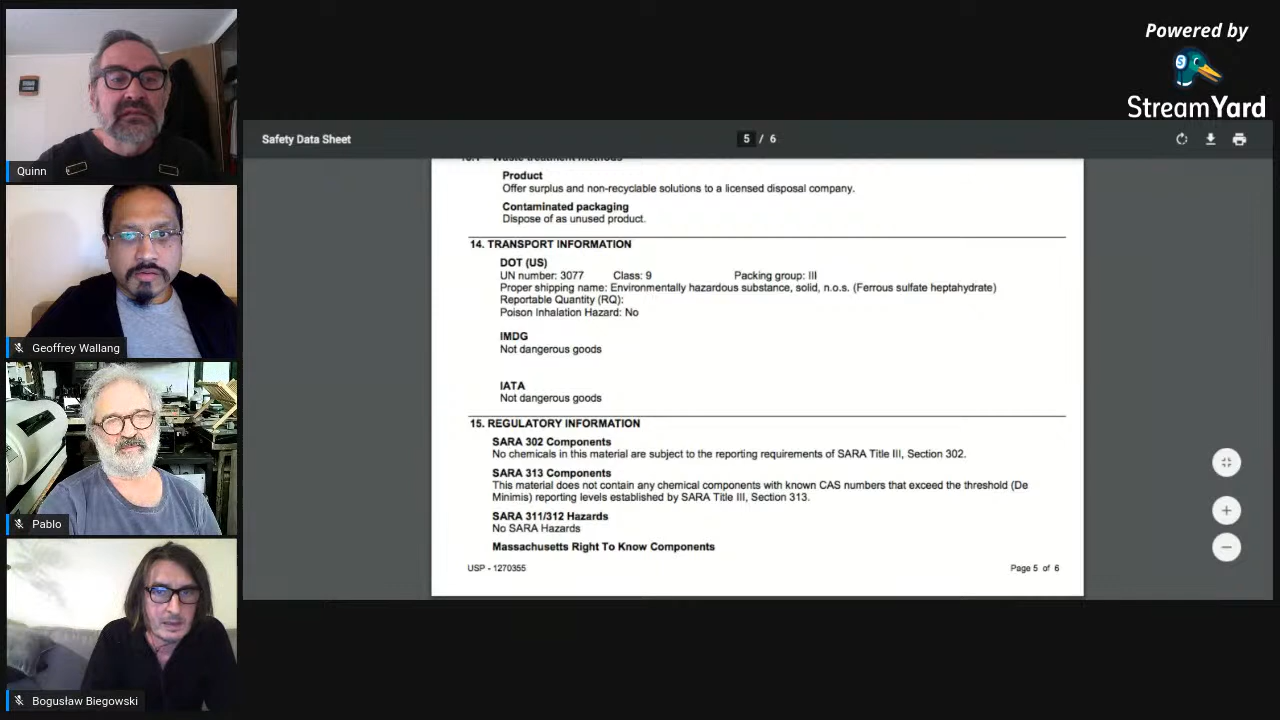 Powered by
StreamYard
Safety Data Sheet
5 / 6
Waste treatment methods
Product
Offer surplus and non-recyclable solutions to a licensed disposal company.
Contaminated packaging
Dispose of as unused product.
14. TRANSPORT INFORMATION
DOT (US)
UN number: 3077 Class: 9 Packing group: III
Proper shipping name: Environmentally hazardous substance, solid, n.o.s. (Ferrous sulfate heptahydrate)
Reportable Quantity (RQ):
Poison Inhalation Hazard: No
IMDG
Not dangerous goods
IATA
Not dangerous goods
15. REGULATORY INFORMATION
SARA 302 Components
No chemicals in this material are subject to the reporting requirements of SARA Title III, Section 302.
SARA 313 Components
This material does not contain any chemical components with known CAS numbers that exceed the threshold (De
Minimis) reporting levels established by SARA Title III, Section 313.
SARA 311/312 Hazards
No SARA Hazards
Massachusetts Right To Know Components
USP - 1270355 Page 5 of 6
Quinn
Geoffrey Wallang
Pablo
Bogusław Biegowski